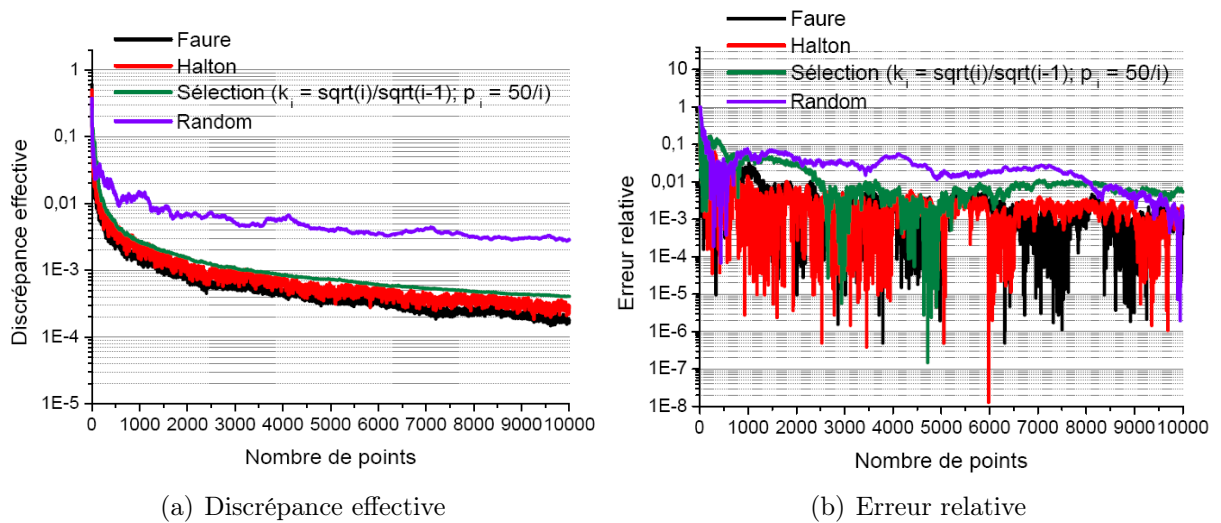 Faure
Halton
Sélection (k_i = sqrt(i)/sqrt(i-1); p_i = 50/i)
Random
1
0,1
0,01
1E-3
1E-4
1E-5
Discrépance effective
0 1000 2000 3000 4000 5000 6000 7000 8000 9000 10000
Nombre de points
(a) Discrépance effective
Faure
Halton
Sélection (k_i = sqrt(i)/sqrt(i-1); p_i = 50/i)
Random
10
1
0,1
0,01
1E-3
1E-4
1E-5
1E-6
1E-7
1E-8
Erreur relative
0 1000 2000 3000 4000 5000 6000 7000 8000 9000 10000
Nombre de points
(b) Erreur relative